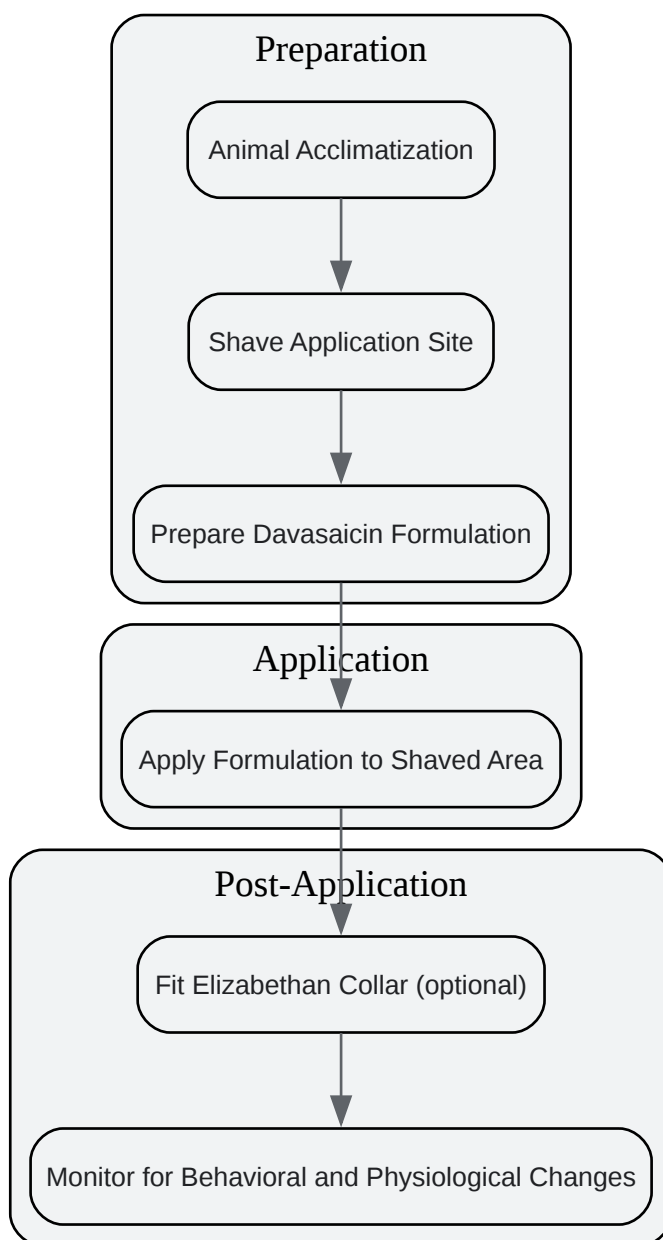 Preparation
Animal Acclimatization
Shave Application Site
Prepare Davasaicin Formulation
Application
Apply Formulation to Shaved Area
Post-Application
Fit Elizabethan Collar (optional)
Monitor for Behavioral and Physiological Changes